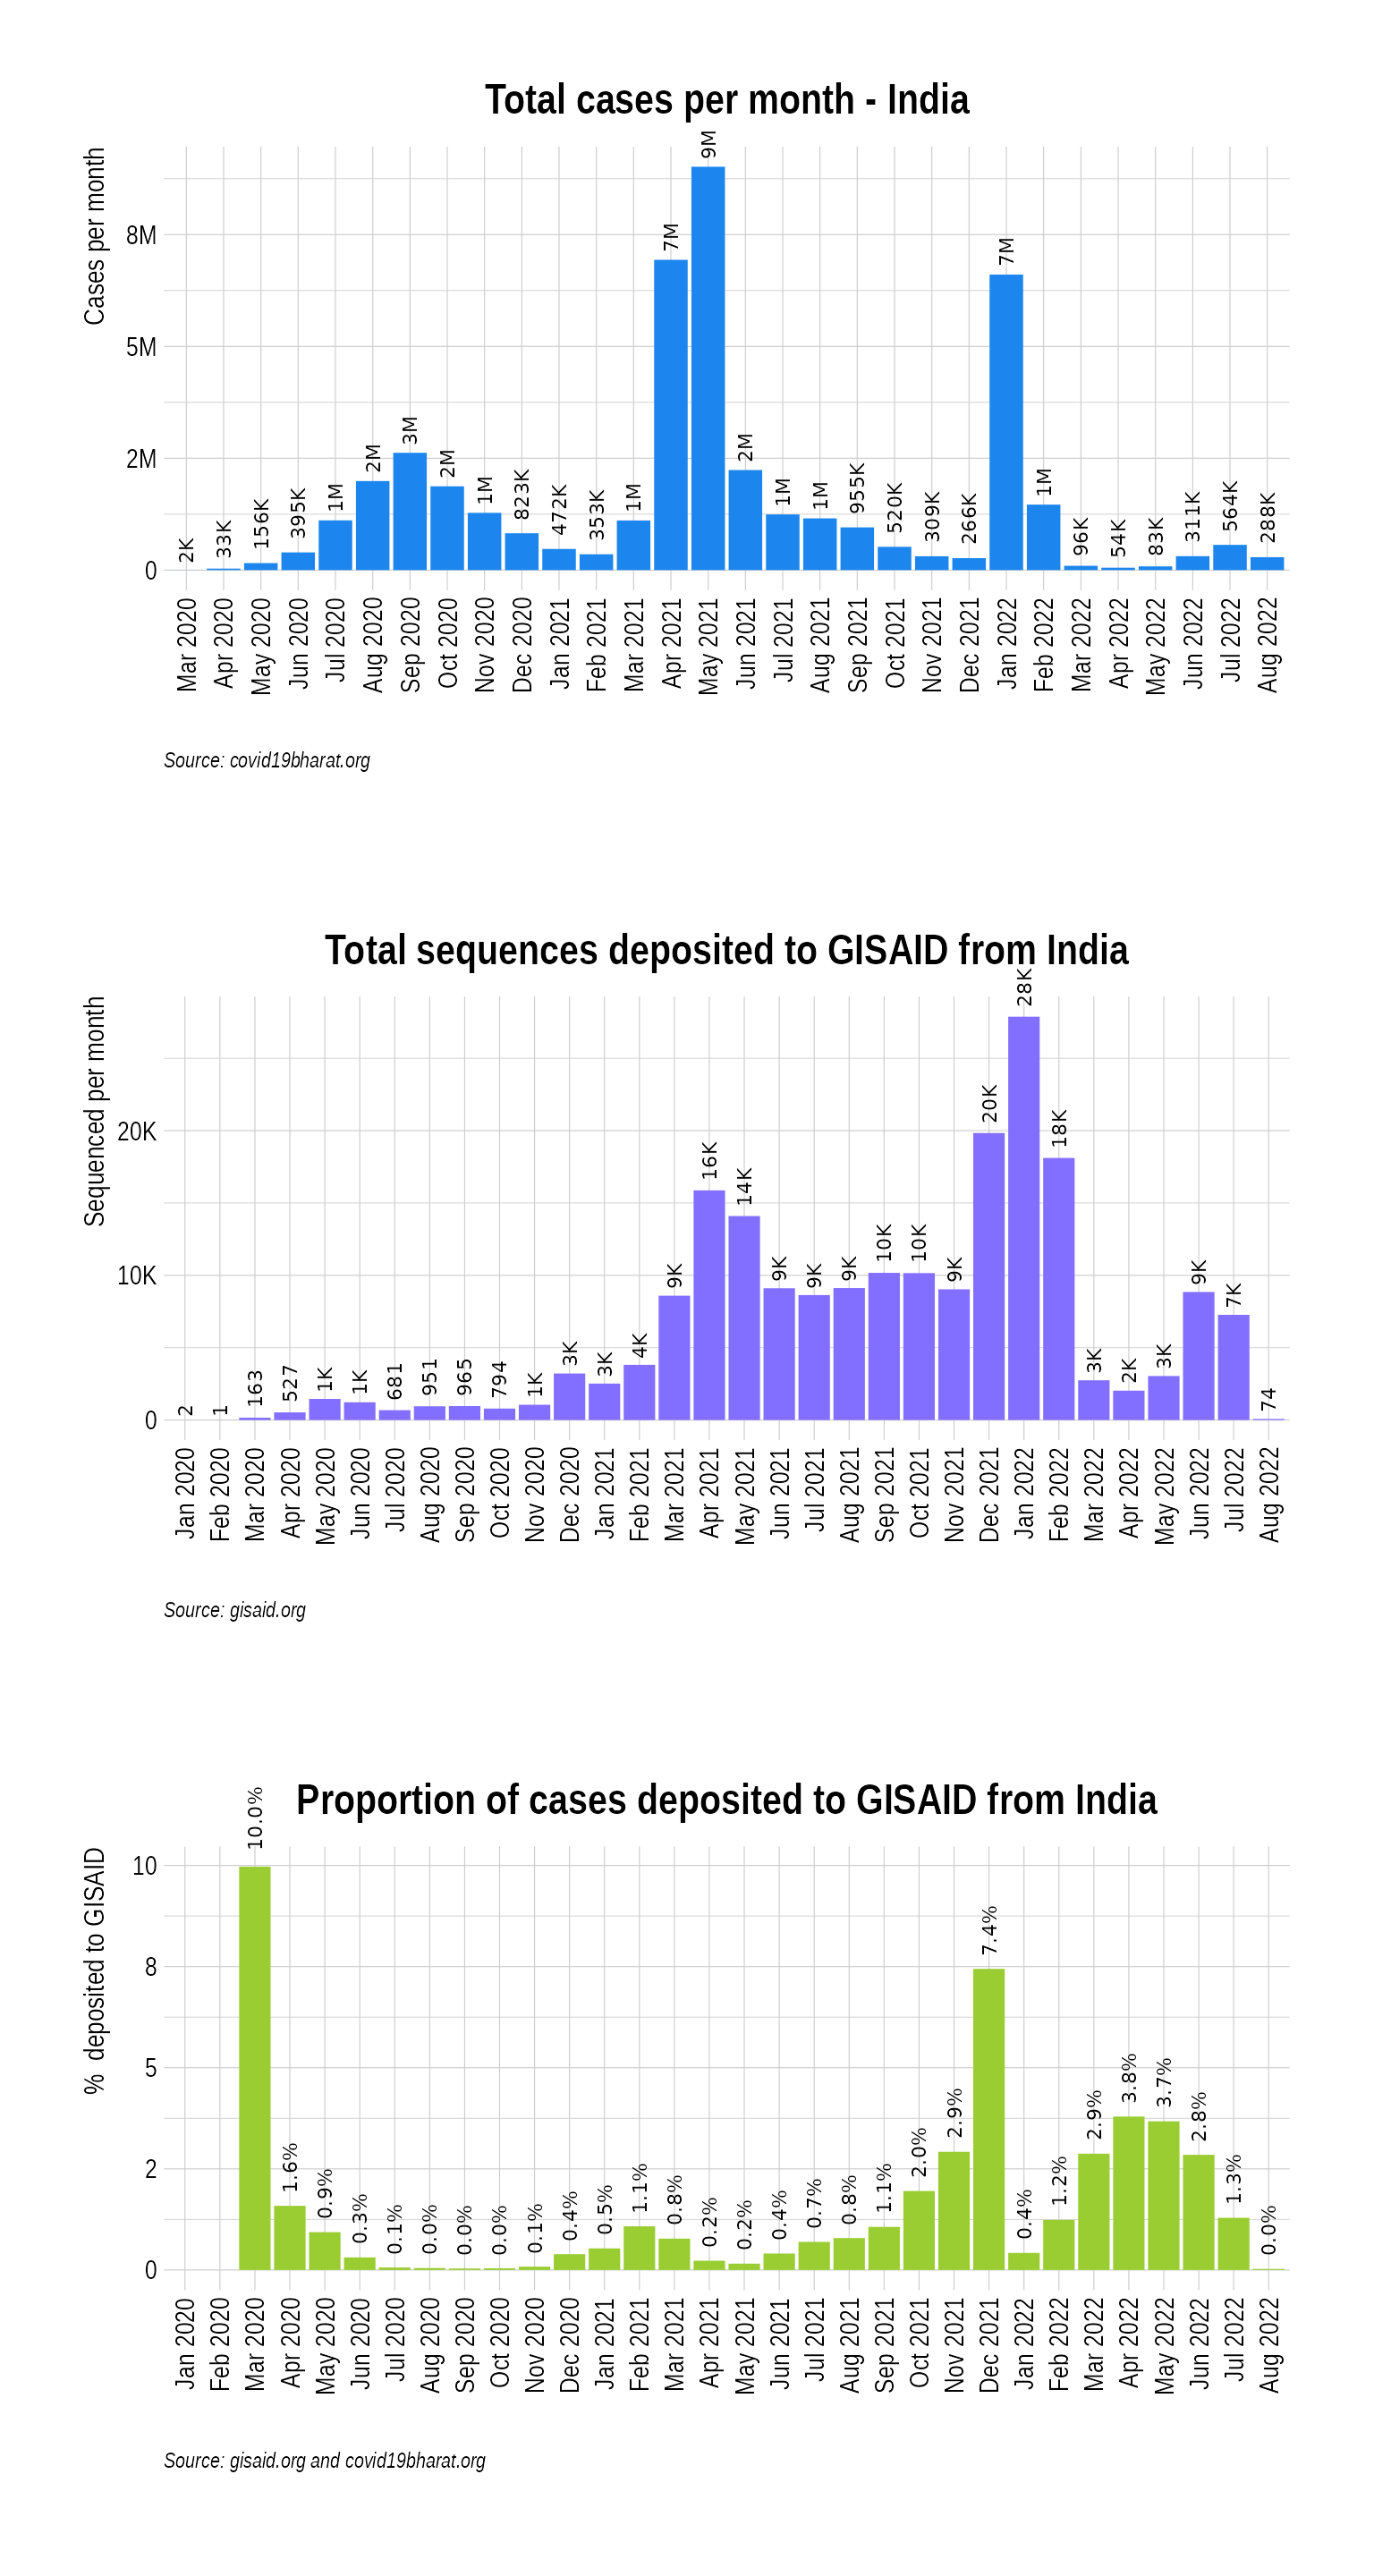 Total cases per month - India
Cases per month
8M
5M
2M
0
2K
33K
156K
395K
1M
2M
3M
2M
1M
823K
472K
353K
1M
7M
9M
2M
1M
1M
955K
520K
309K
266K
7M
1M
96K
54K
83K
311K
564K
288K
Mar 2020
Apr 2020
May 2020
Jun 2020
Jul 2020
Aug 2020
Sep 2020
Oct 2020
Nov 2020
Dec 2020
Jan 2021
Feb 2021
Mar 2021
Apr 2021
May 2021
Jun 2021
Jul 2021
Aug 2021
Sep 2021
Oct 2021
Nov 2021
Dec 2021
Jan 2022
Feb 2022
Mar 2022
Apr 2022
May 2022
Jun 2022
Jul 2022
Aug 2022
Source: covid19bharat.org
Total sequences deposited to GISAID from India
Sequenced per month
20K
10K
0
2
1
163
527
1K
1K
681
951
965
794
1K
3K
3K
4K
9K
16K
14K
9K
9K
9K
10K
10K
9K
20K
28K
18K
3K
2K
3K
9K
7K
74
Jan 2020
Feb 2020
Mar 2020
Apr 2020
May 2020
Jun 2020
Jul 2020
Aug 2020
Sep 2020
Oct 2020
Nov 2020
Dec 2020
Jan 2021
Feb 2021
Mar 2021
Apr 2021
May 2021
Jun 2021
Jul 2021
Aug 2021
Sep 2021
Oct 2021
Nov 2021
Dec 2021
Jan 2022
Feb 2022
Mar 2022
Apr 2022
May 2022
Jun 2022
Jul 2022
Aug 2022
Source: gisaid.org
Proportion of cases deposited to GISAID from India
% deposited to GISAID
10
8
5
2
0
10.0%
1.6%
0.9%
0.3%
0.1%
0.0%
0.0%
0.0%
0.1%
0.4%
0.5%
1.1%
0.8%
0.2%
0.2%
0.4%
0.7%
0.8%
1.1%
2.0%
2.9%
7.4%
0.4%
1.2%
2.9%
3.8%
3.7%
2.8%
1.3%
0.0%
Jan 2020
Feb 2020
Mar 2020
Apr 2020
May 2020
Jun 2020
Jul 2020
Aug 2020
Sep 2020
Oct 2020
Nov 2020
Dec 2020
Jan 2021
Feb 2021
Mar 2021
Apr 2021
May 2021
Jun 2021
Jul 2021
Aug 2021
Sep 2021
Oct 2021
Nov 2021
Dec 2021
Jan 2022
Feb 2022
Mar 2022
Apr 2022
May 2022
Jun 2022
Jul 2022
Aug 2022
Source: gisaid.org and covid19bharat.org